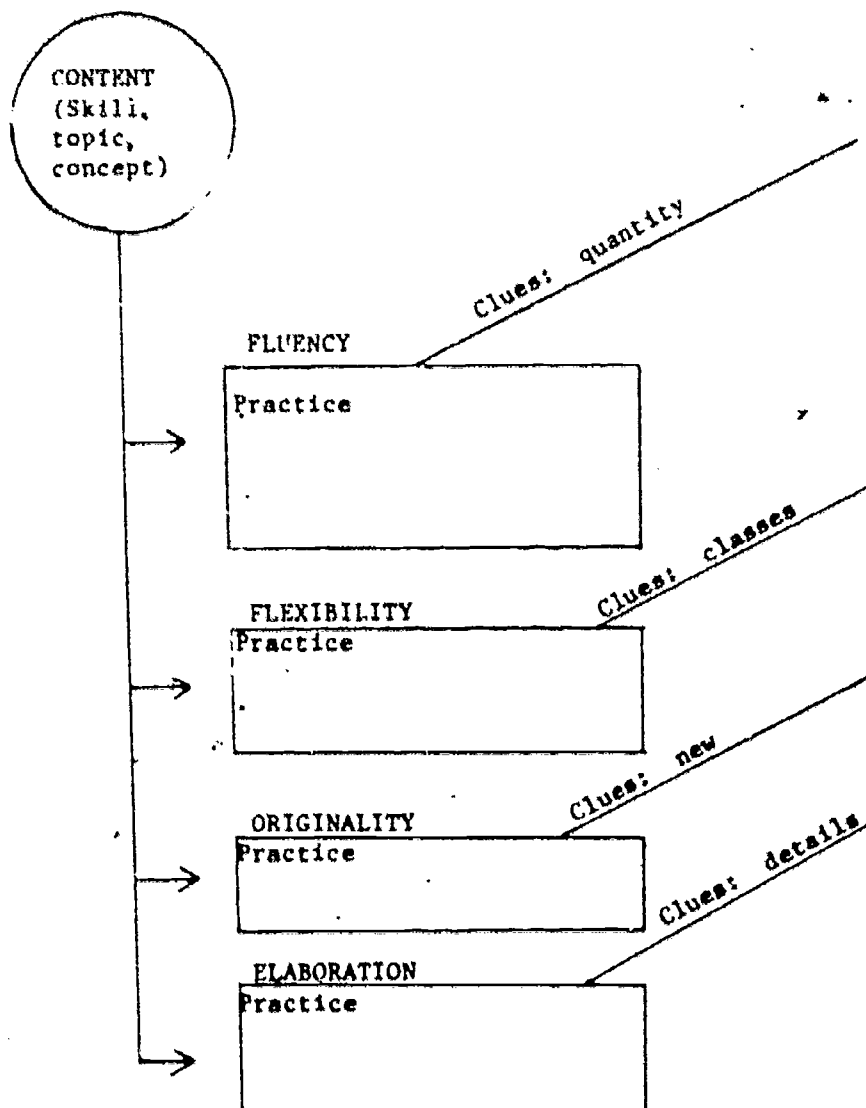 CONTENT
(Skill,
topic,
concept)
Clues: quantity
FLUENCY
Practice
Clues: classes
FLEXIBILITY
Practice
Clues: new
ORIGINALITY
Practice
Clues: details
ELABORATION
Practice